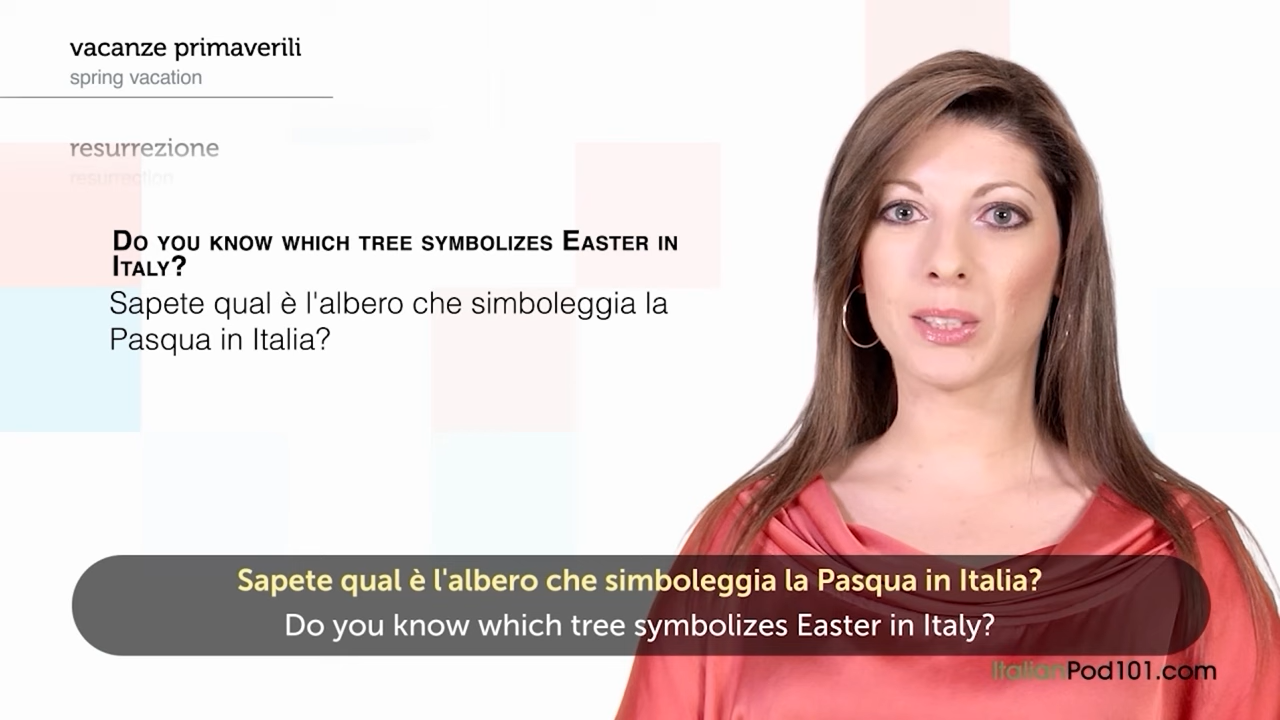 vacanze primaverili
spring vacation
resurrezione
resurrection
DO YOU KNOW WHICH TREE SYMBOLIZES EASTER IN
ITALY?
Sapete qual è l'albero che simboleggia la
Pasqua in Italia?
Sapete qual è l'albero che simboleggia la Pasqua in Italia?
Do you know which tree symbolizes Easter in Italy?
ItalianPod101.com